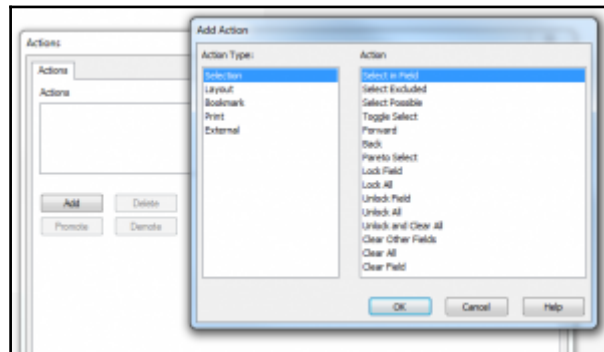 Actions
Actions
Actions
Add
Delete
Promote
Demote
Add Action
Action Type:
Selection
Layout
Bookmark
Print
External
Action
Select in Field
Select Excluded
Select Possible
Toggle Select
Forward
Back
Pareto Select
Lock Field
Lock All
Unlock Field
Unlock All
Unlock and Clear All
Clear Other Fields
Clear All
Clear Field
OK
Cancel
Help